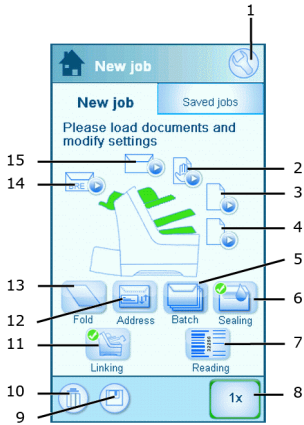 1
New job
New job
Saved jobs
Please load documents and
modify settings
15
2
14
BRE
3
4
5
13
6
Fold
Address
Batch
Sealing
12
11
7
Linking
Reading
10
1x
8
9